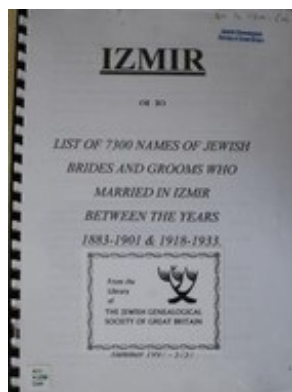 IZMIR
LIST OF 7300 NAMES OF JEWISH
BRIDES AND GROOMS WHO
MARRIED IN IZMIR
BETWEEN THE YEARS
1883-1901 & 1918-1933.
From the
Library
of
THE JEWISH GENEALOGICAL
SOCIETY OF GREAT BRITAIN